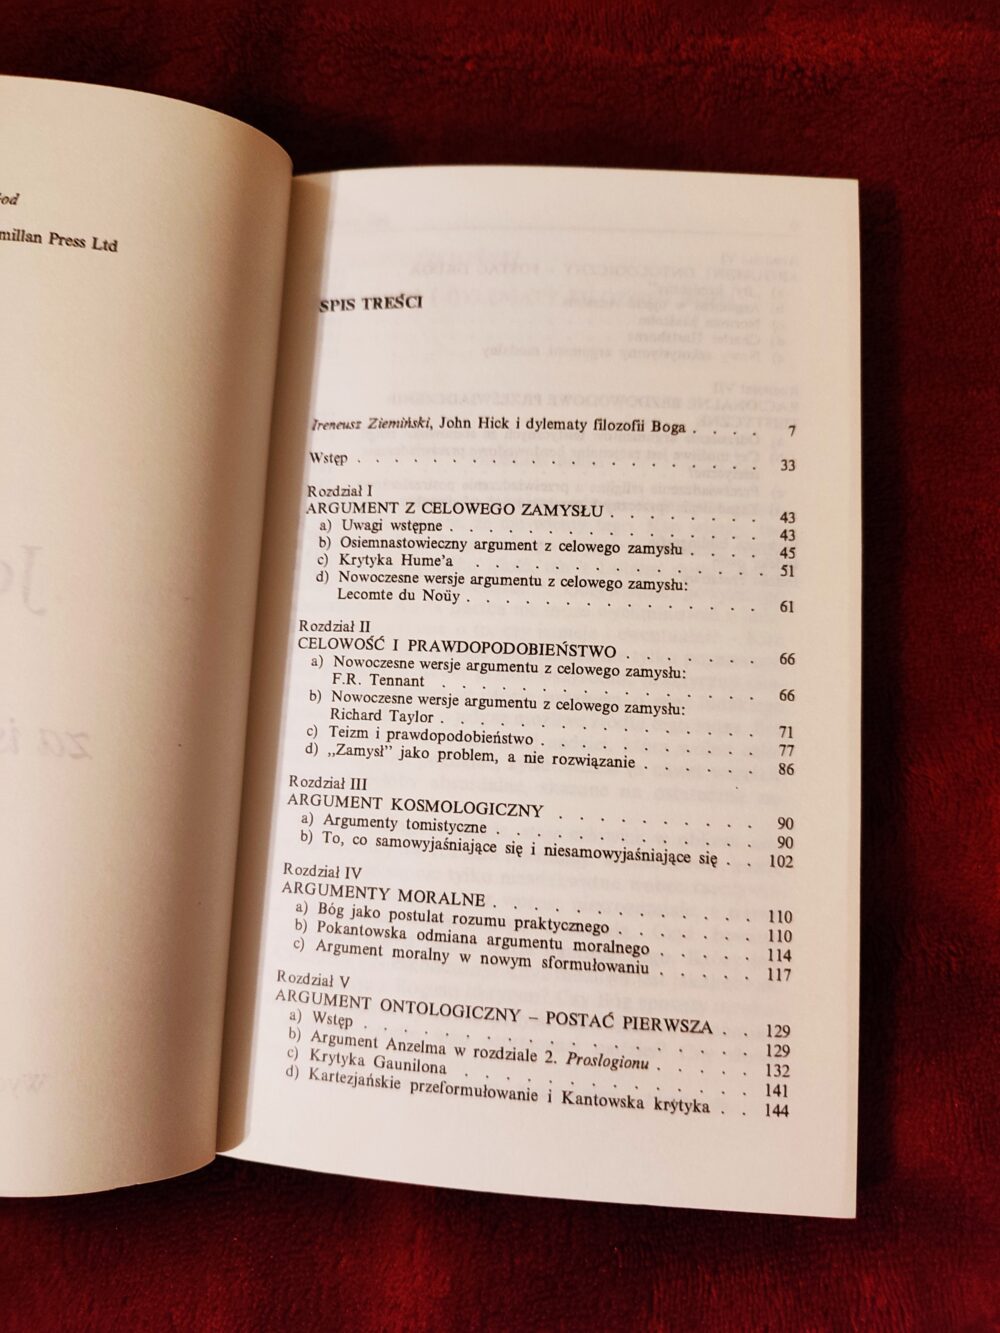 God
millan Press Ltd
SPIS TREŚCI
Ireneusz Ziemiński, John Hick i dylematy filozofii Boga . . . . 7
Wstęp . . . . . . . . . . . . . . . . . . . . 33
Rozdział I
ARGUMENT Z CELOWEGO ZAMYSŁU . . . . . . . . 43
a) Uwagi wstępne . . . . . . . . . . . . . . . . 43
b) Osiemnastowieczny argument z celowego zamysłu . . . . 45
c) Krytyka Hume'a . . . . . . . . . . . . . . . 51
d) Nowoczesne wersje argumentu z celowego zamysłu:
Lecomte du Noüy . . . . . . . . . . . . . . . 61
Rozdział II
CELOWOŚĆ I PRAWDOPODOBIEŃSTWO . . . . . . . 66
a) Nowoczesne wersje argumentu z celowego zamysłu:
F.R. Tennant . . . . . . . . . . . . . . . . 66
b) Nowoczesne wersje argumentu z celowego zamysłu:
Richard Taylor . . . . . . . . . . . . . . . . 71
c) Teizm i prawdopodobieństwo . . . . . . . . . . . 77
d) „Zamysł” jako problem, a nie rozwiązanie . . . . . . 86
Rozdział III
ARGUMENT KOSMOLOGICZNY . . . . . . . . . . 90
a) Argumenty tomistyczne . . . . . . . . . . . . . 90
b) To, co samowyjaśniające się i niesamowyjaśniające się . . 102
Rozdział IV
ARGUMENTY MORALNE . . . . . . . . . . . . 110
a) Bóg jako postulat rozumu praktycznego . . . . . . . 110
b) Pokantowska odmiana argumentu moralnego . . . . . 114
c) Argument moralny w nowym sformułowaniu . . . . . 117
Rozdział V
ARGUMENT ONTOLOGICZNY – POSTAĆ PIERWSZA . . 129
a) Wstęp . . . . . . . . . . . . . . . . . . . 129
b) Argument Anzelma w rozdziale 2. Proslogionu . . . . . 132
c) Krytyka Gaunilona . . . . . . . . . . . . . . 141
d) Kartezjańskie przeformułowanie i Kantowska krytyka . . 144